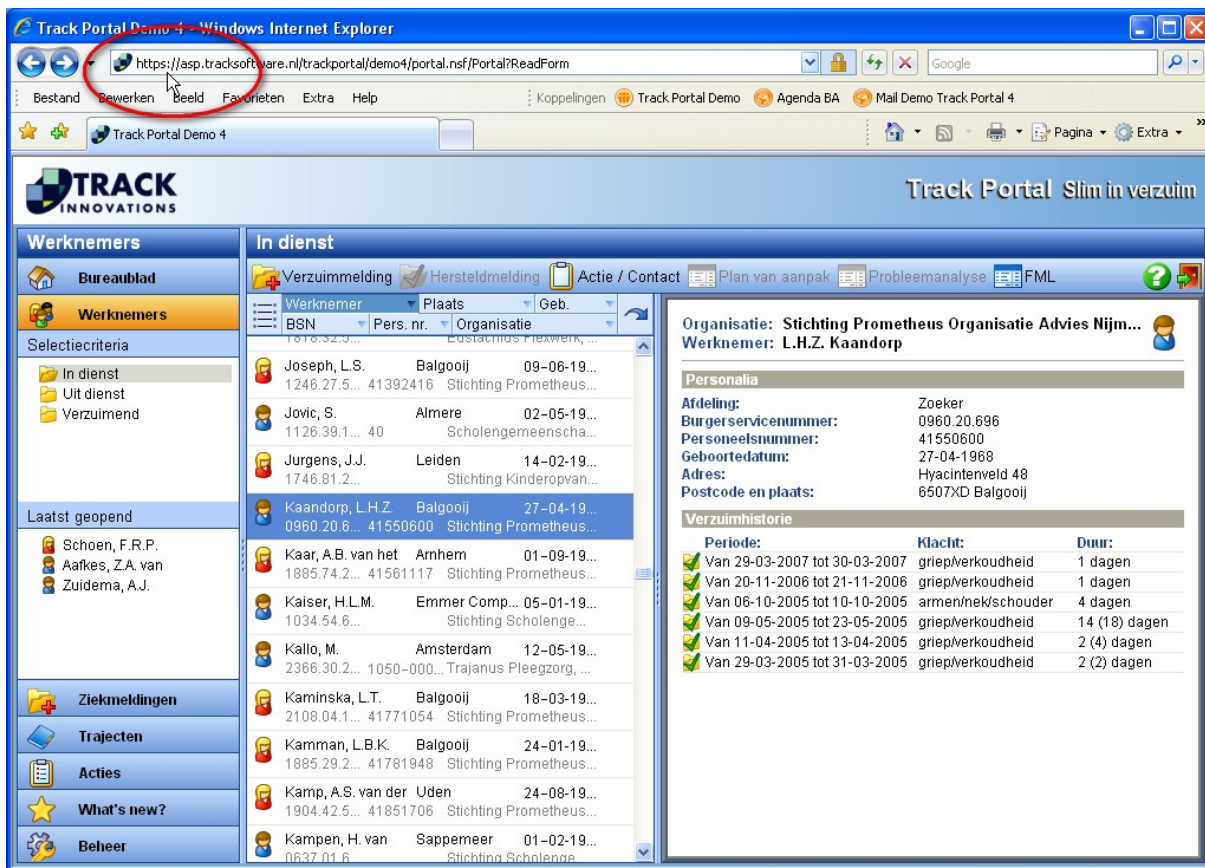 Track Portal Demo 4 - Windows Internet Explorer
https://asp.tracksoftware.nl/trackportal/demo4/portal.nsf/Portal?ReadForm
Google
Bestand Bewerken Beeld Favorieten Extra Help
Koppelingen Track Portal Demo Agenda BA Mail Demo Track Portal 4
Track Portal Demo 4
Pagina Extra
TRACK
INNOVATIONS
Track Portal Slim in verzuim
Werknemers
Bureaublad
Werknemers
Selectiecriteria
In dienst
Uit dienst
Verzuimend
Laatst geopend
Schoen, F.R.P.
Aafkes, Z.A. van
Zuidema, A.J.
Ziekmeldingen
Trajecten
Acties
What's new?
Beheer
In dienst
Verzuimmelding Hersteldmelding Actie / Contact Plan van aanpak Probleemanalyse FML
Werknemer Plaats Geb.
BSN Pers. nr. Organisatie
1818.32.5... Eustachius Flexwerk, ...
Joseph, L.S. Balgooij 09-06-19...
1246.27.5... 41392416 Stichting Prometheus...
Jovic, S. Almere 02-05-19...
1126.39.1... 40 Scholengemeenscha...
Jurgens, J.J. Leiden 14-02-19...
1746.81.2... Stichting Kinderopvan...
Kaandorp, L.H.Z. Balgooij 27-04-19...
0960.20.6... 41550600 Stichting Prometheus...
Kaar, A.B. van het Arnhem 01-09-19...
1885.74.2... 41561117 Stichting Prometheus...
Kaiser, H.L.M. Emmer Comp... 05-01-19...
1034.54.6... Stichting Scholenge...
Kallo, M. Amsterdam 12-05-19...
2366.30.2... 1050-000... Trajanus Pleegzorg, ...
Kaminska, L.T. Balgooij 18-03-19...
2108.04.1... 41771054 Stichting Prometheus...
Kamman, L.B.K. Balgooij 24-01-19...
1885.29.2... 41781948 Stichting Prometheus...
Kamp, A.S. van der Uden 24-08-19...
1904.42.5... 41851706 Stichting Prometheus...
Kampen, H. van Sappemeer 01-02-19...
0637.01.6... Stichting Scholenge...
Organisatie: Stichting Prometheus Organisatie Advies Nijm...
Werknemer: L.H.Z. Kaandorp
Personalia
Afdeling: Zoeker
Burgerservicenummer: 0960.20.696
Personeelsnummer: 41550600
Geboortedatum: 27-04-1968
Adres: Hyacintenveld 48
Postcode en plaats: 6507XD Balgooij
Verzuimhistorie
Periode: Klacht: Duur:
Van 29-03-2007 tot 30-03-2007 griep/verkoudheid 1 dagen
Van 20-11-2006 tot 21-11-2006 griep/verkoudheid 1 dagen
Van 06-10-2005 tot 10-10-2005 armen/nek/schouder 4 dagen
Van 09-05-2005 tot 23-05-2005 griep/verkoudheid 14 (18) dagen
Van 11-04-2005 tot 13-04-2005 griep/verkoudheid 2 (4) dagen
Van 29-03-2005 tot 31-03-2005 griep/verkoudheid 2 (2) dagen